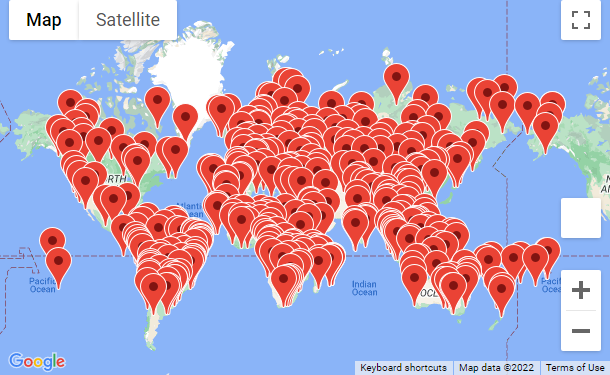 Map
Satellite
NORTH
Atlantic
Ocean
Pacific
Ocean
Indian
Ocean
OCE
Pacific
Ocean
N
AM
Google
Keyboard shortcuts
Map data ©2022
Terms of Use